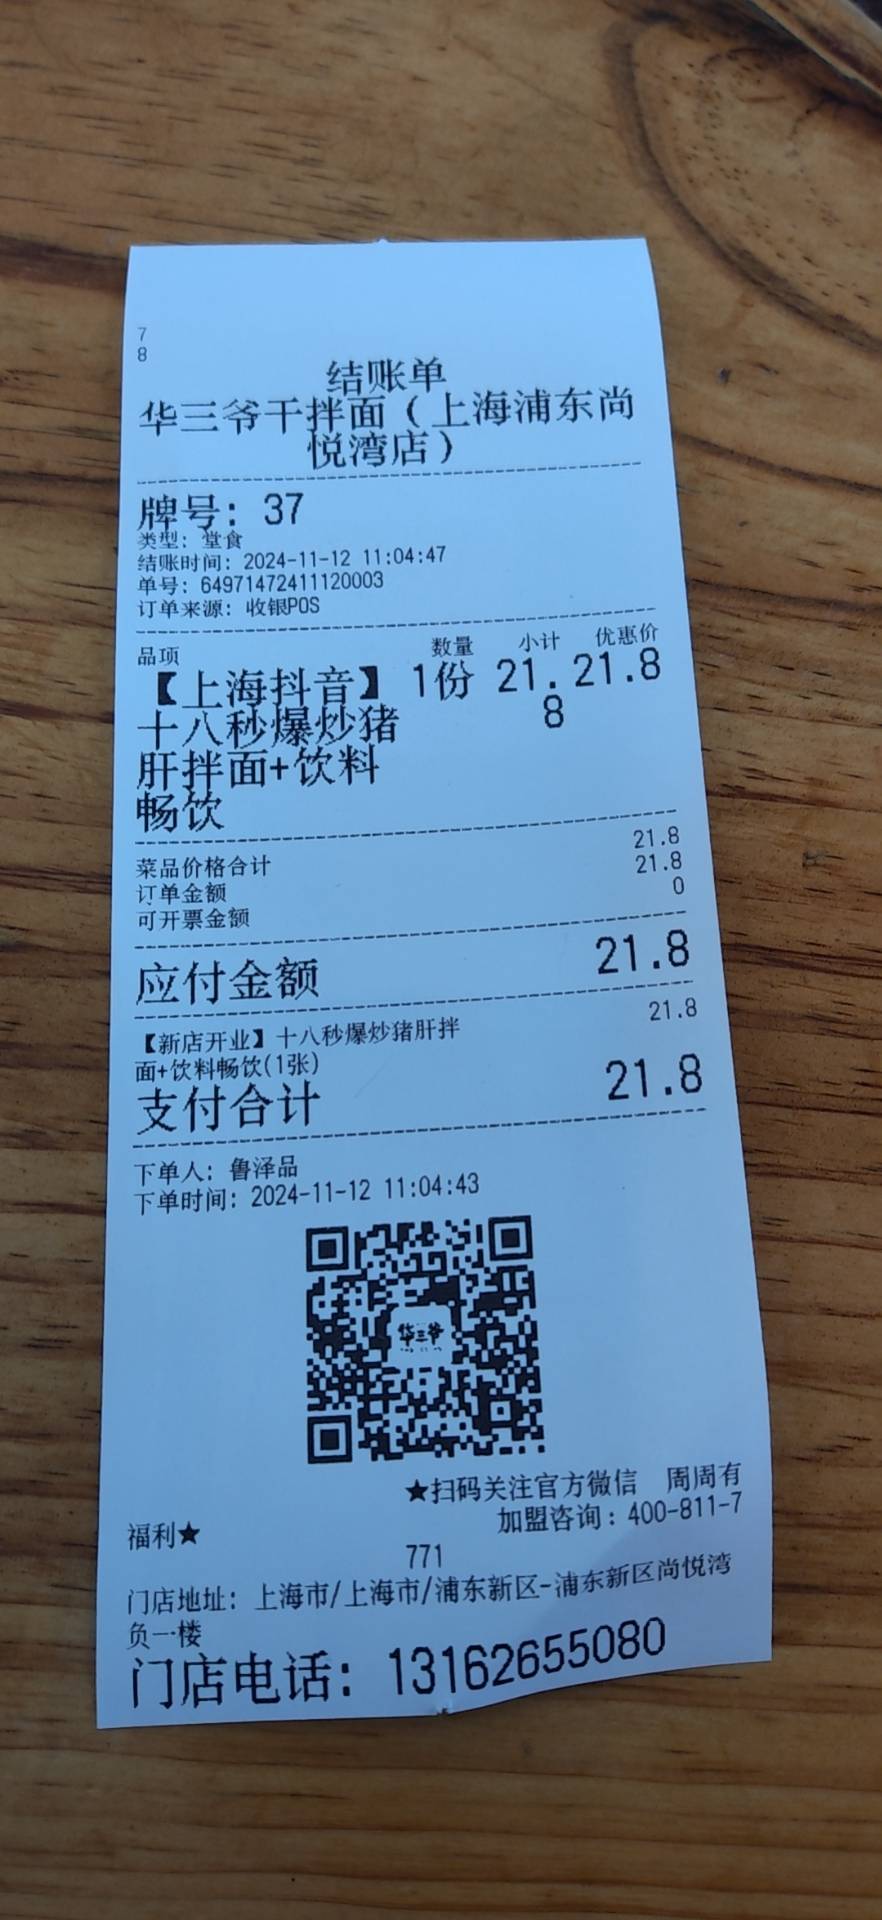 7
8
结账单
华三爷干拌面（上海浦东尚
悦湾店）
牌号: 37
类型: 堂食
结账时间: 2024-11-12 11:04:47
单号: 64971472411120003
订单来源: 收银POS
品项 数量 小计 优惠价
【上海抖音】 1份 21. 21.8
十八秒爆炒猪 8
肝拌面+饮料
畅饮
菜品价格合计 21.8
订单金额 21.8
可开票金额 0
应付金额 21.8
【新店开业】十八秒爆炒猪肝拌 21.8
面+饮料畅饮(1张)
支付合计 21.8
下单人: 鲁泽品
下单时间: 2024-11-12 11:04:43
华三爷
★扫码关注官方微信 周周有
福利★ 加盟咨询：400-811-7
771
门店地址: 上海市/上海市/浦东新区-浦东新区尚悦湾
负一楼
门店电话: 13162655080